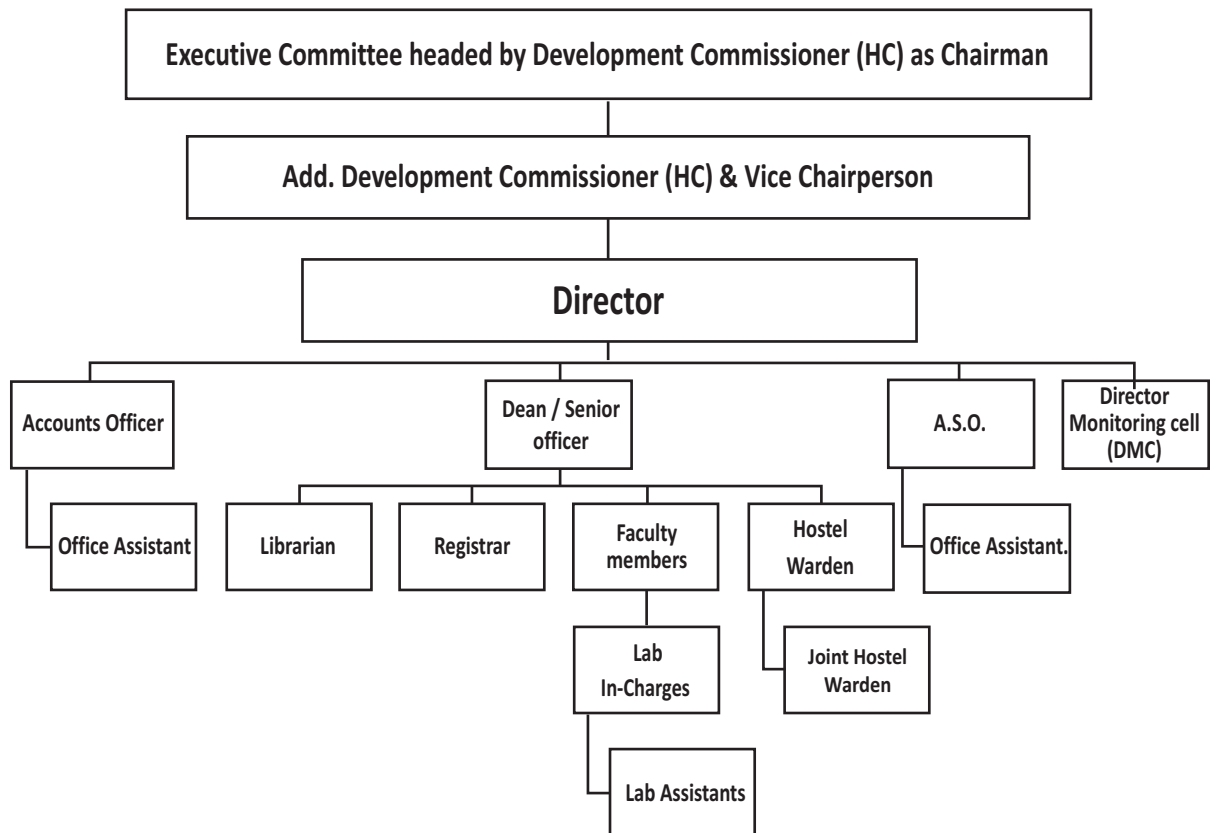 Executive Committee headed by Development Commissioner (HC) as Chairman
Add. Development Commissioner (HC) & Vice Chairperson
Director
Accounts Officer
Dean / Senior
officer
A.S.O.
Director
Monitoring cell
(DMC)
Office Assistant
Librarian
Registrar
Faculty
members
Hostel
Warden
Office Assistant.
Lab
In-Charges
Joint Hostel
Warden
Lab Assistants